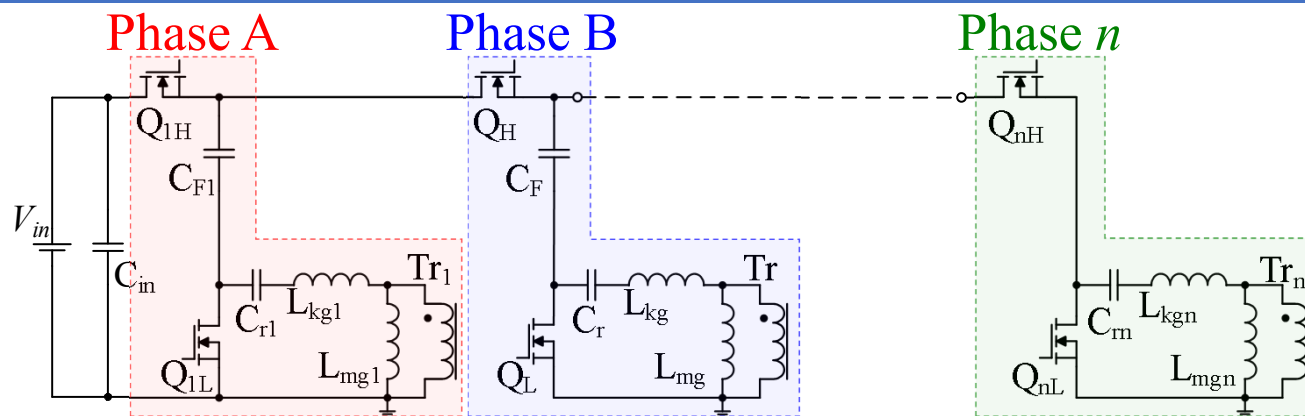 Phase A
Phase B
Phase n
Q1H
QH
QnH
CF1
CF
Vin
Cin
Tr1
Tr
Trn
Lkg1
Lkg
Lkgn
Cr1
Cr
Crn
Lmg1
Lmg
Lmgn
Q1L
QL
QnL